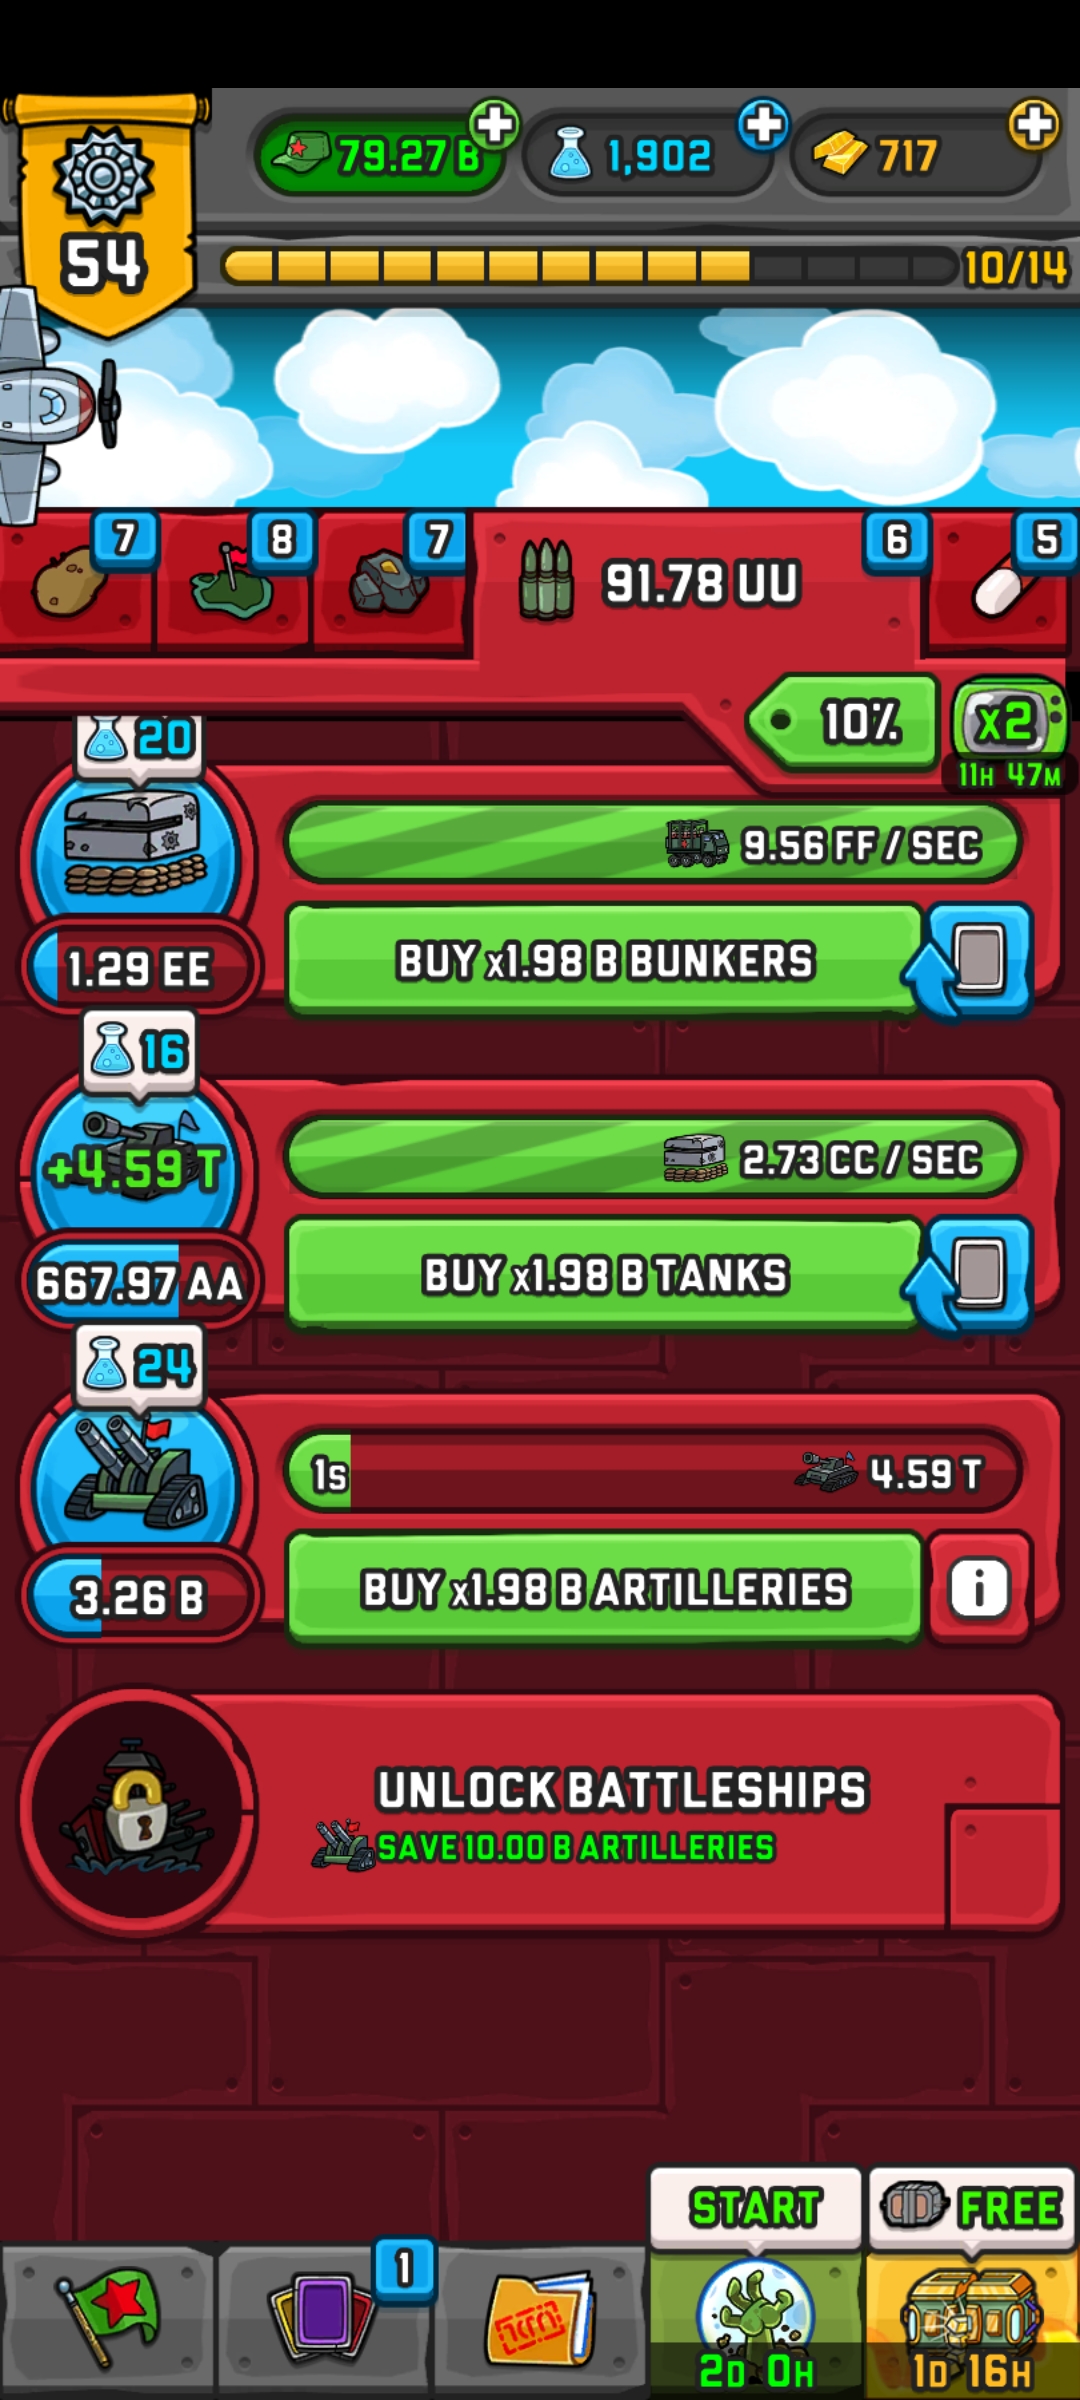 79.27 B
1,902
717
54
10/14
7
8
7
91.78 UU
6
5
10%
x2
11H 47M
20
9.56 FF / SEC
1.29 EE
BUY x1.98 B BUNKERS
16
+4.59 T
2.73 CC / SEC
667.97 AA
BUY x1.98 B TANKS
24
1s
4.59 T
3.26 B
BUY x1.98 B ARTILLERIES
i
UNLOCK BATTLESHIPS
SAVE 10.00 B ARTILLERIES
START
FREE
1
2D 0H
1D 16H